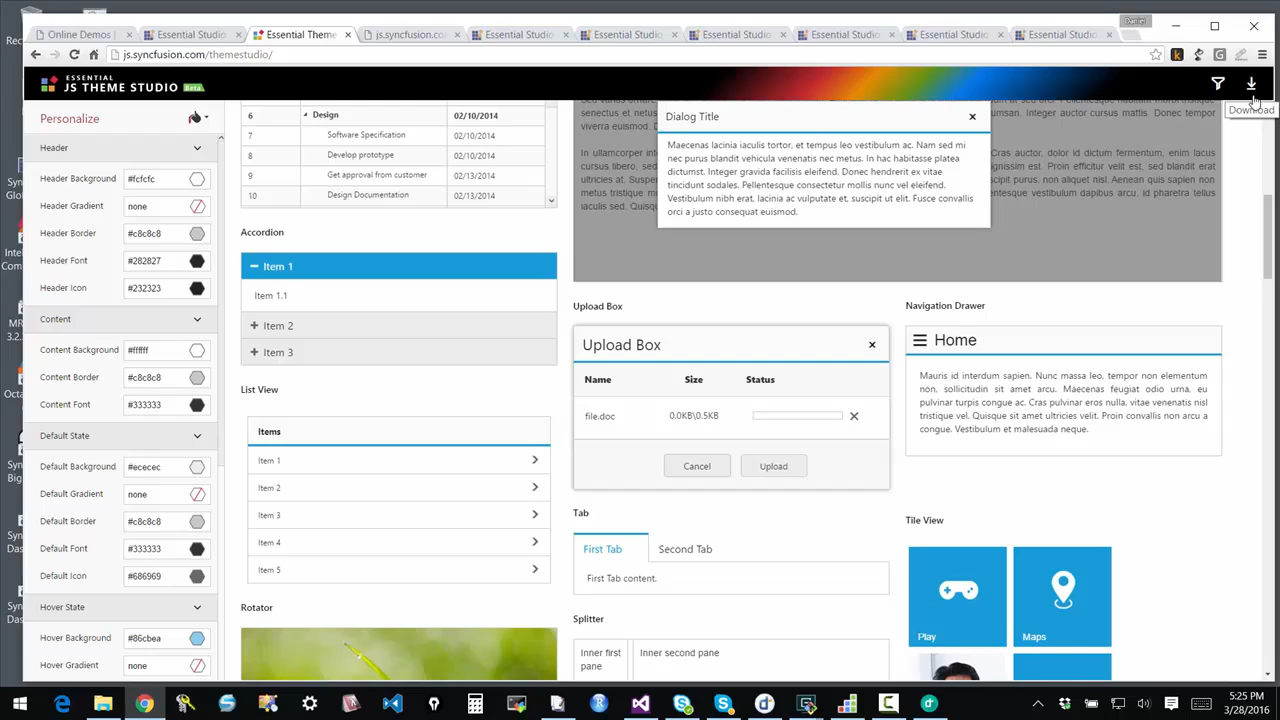 Daniel
Online Demos |
Essential Studio
Essential Theme
js.syncfusion.com/
Essential Studio
Essential Studio
Essential Studio
Essential Studio
Essential Studio
Essential Studio
js.syncfusion.com/themestudio/
ESSENTIAL
JS THEME STUDIO Beta
Download
Personalize
Header
Header Background #fcfcfc
Header Gradient none
Header Border #c8c8c8
Header Font #282827
Header Icon #232323
Content
Content Background #ffffff
Content Border #c8c8c8
Content Font #333333
Default State
Default Background #ececec
Default Gradient none
Default Border #c8c8c8
Default Font #333333
Default Icon #686969
Hover State
Hover Background #86cbea
Hover Gradient none
6 Design 02/10/2014
7 Software Specification 02/10/2014
8 Develop prototype 02/10/2014
9 Get approval from customer 02/13/2014
10 Design Documentation 02/13/2014
Accordion
Item 1
Item 1.1
Item 2
Item 3
List View
Items
Item 1
Item 2
Item 3
Item 4
Item 5
Rotator
Dialog Title
Maecenas lacinia iaculis tortor, et tempus leo vestibulum ac. Nam sed mi
nec purus blandit vehicula venenatis nec metus. In hac habitasse platea
dictumst. Integer gravida facilisis eleifend. Donec hendrerit ex vitae
tincidunt sodales. Pellentesque consectetur mollis nunc vel eleifend.
Vestibulum nibh erat, lacinia ac vulputate et, suscipit ut elit. Fusce convallis
orci a justo consequat euismod.
Upload Box
Upload Box
Name Size Status
file.doc 0.0KB\0.5KB
Cancel Upload
Tab
First Tab Second Tab
First Tab content.
Splitter
Inner first
pane
Inner second pane
Navigation Drawer
Home
Mauris id interdum sapien. Nunc massa leo, tempor non elementum
non, sollicitudin sit amet arcu. Maecenas feugiat odio urna, eu
pulvinar turpis congue ac. Cras pulvinar eros nulla, vitae venenatis nisl
tristique vel. Quisque sit amet ultricies velit. Proin convallis non arcu a
congue. Vestibulum et malesuada neque.
Tile View
Play
Maps
5:25 PM
3/28/2016